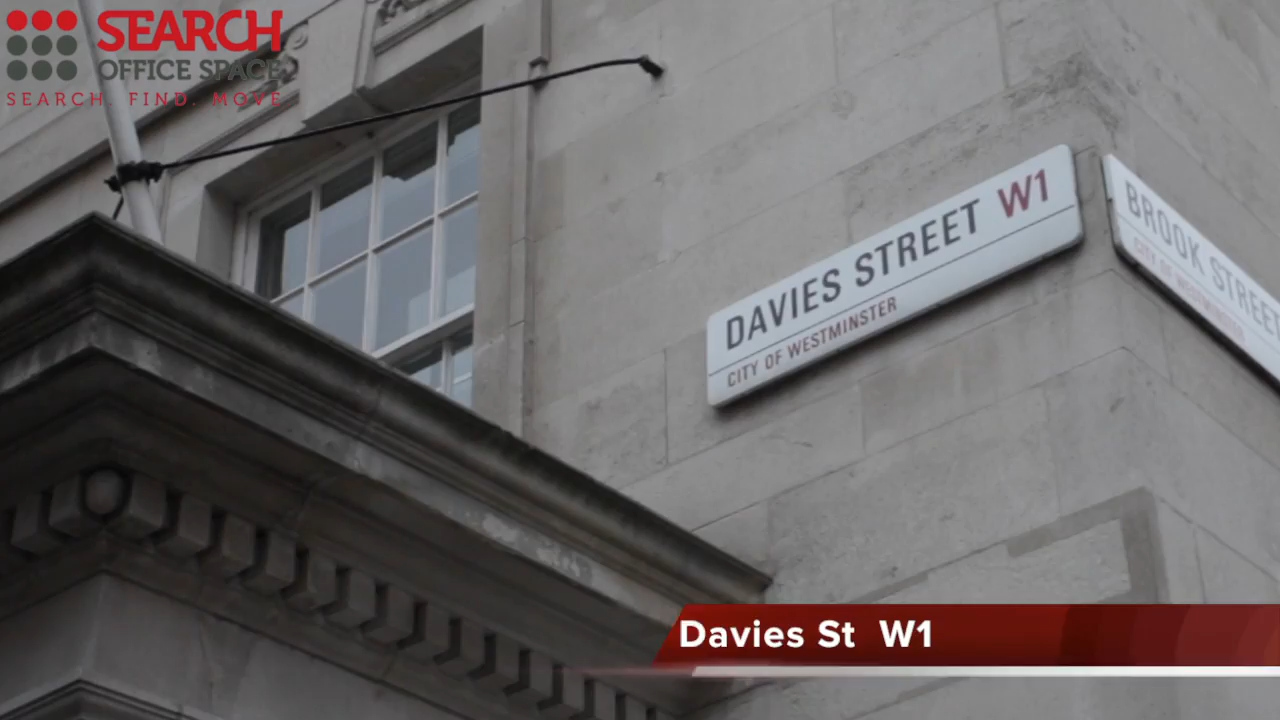 SEARCH
OFFICE SPACE
SEARCH. FIND. MOVE
DAVIES STREET W1
CITY OF WESTMINSTER
BROOK STREET
CITY OF WESTMINSTER
Davies St W1